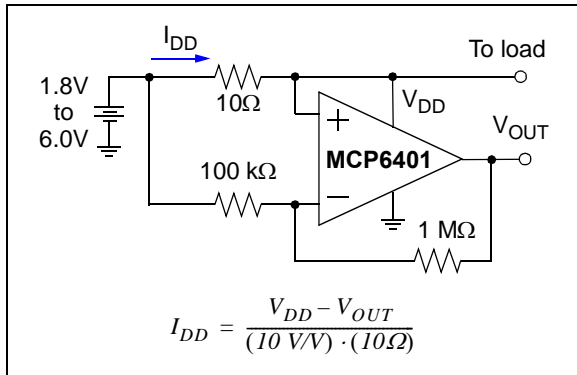 I_DD
To load
1.8V
to
6.0V
10Ω
V_DD
V_OUT
+
MCP6401
100 kΩ
−
1 MΩ
I_DD = (V_DD − V_OUT) / ((10 V/V) · (10Ω))